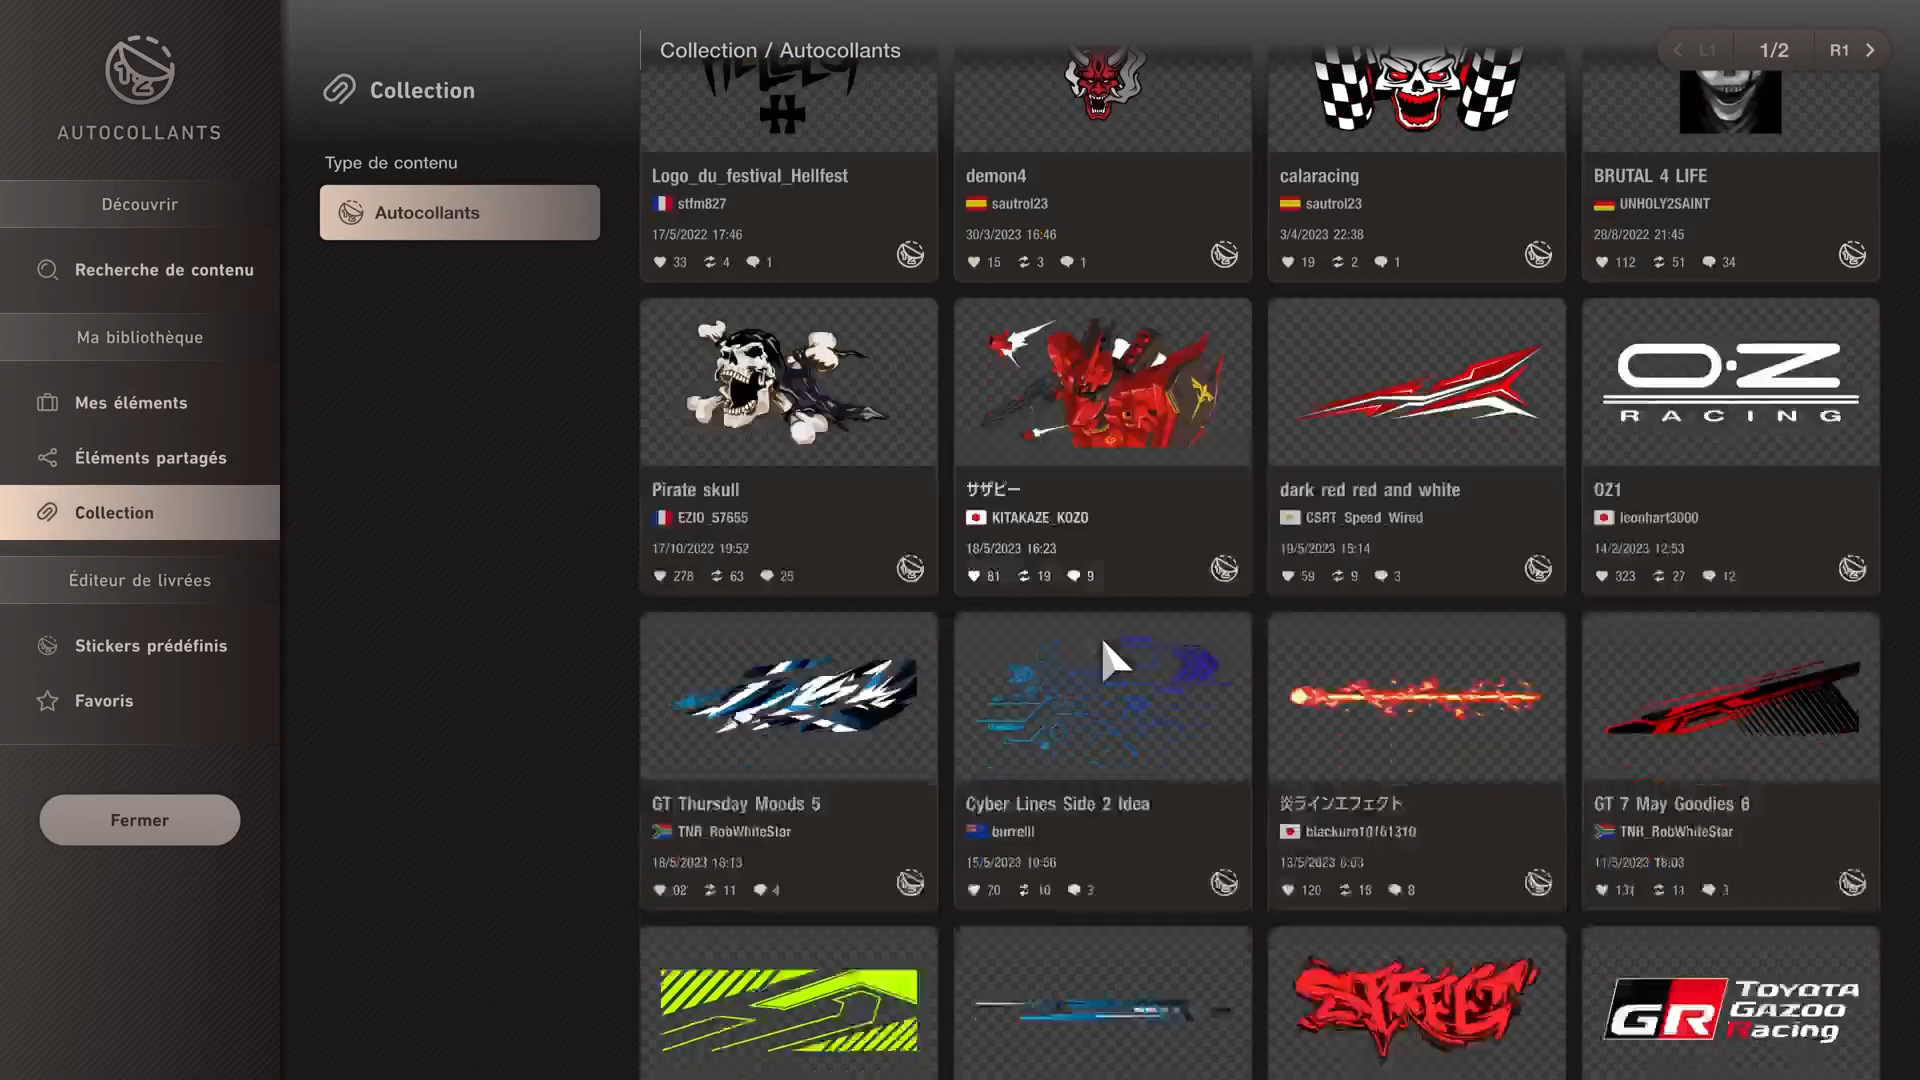 AUTOCOLLANTS
Découvrir
Recherche de contenu
Ma bibliothèque
Mes éléments
Éléments partagés
Collection
Éditeur de livrées
Stickers prédéfinis
Favoris
Fermer
Collection
Type de contenu
Autocollants
Collection / Autocollants
L1 1/2 R1
Logo_du_festival_Hellfest
stfm827
17/5/2022 17:46
33 4 1
demon4
sautrol23
30/3/2023 16:46
15 3 1
calaracing
sautrol23
3/4/2023 22:38
19 2 1
BRUTAL 4 LIFE
UNHOLY2SAINT
28/8/2022 21:45
112 51 34
Pirate skull
EZIO_57655
17/10/2022 19:52
278 63 25
サザビー
KITAKAZE_KOZO
18/5/2023 16:23
81 19 9
dark red red and white
CSRT_Speed_Wired
19/5/2023 15:14
59 9 3
O·Z
RACING
OZ1
leonhart3000
14/2/2023 12:53
323 27 12
GT Thursday Moods 5
TNR_RobWhiteStar
18/5/2023 18:13
92 11 4
Cyber Lines Side 2 Idea
burrelll
15/5/2023 10:56
70 10 3
炎ラインエフェクト
13/5/2023
120 16 8
GT 7 May Goodies 6
TNR_RobWhiteStar
11/5/2023 18:03
131
STREET
GR TOYOTA
GAZOO
Racing